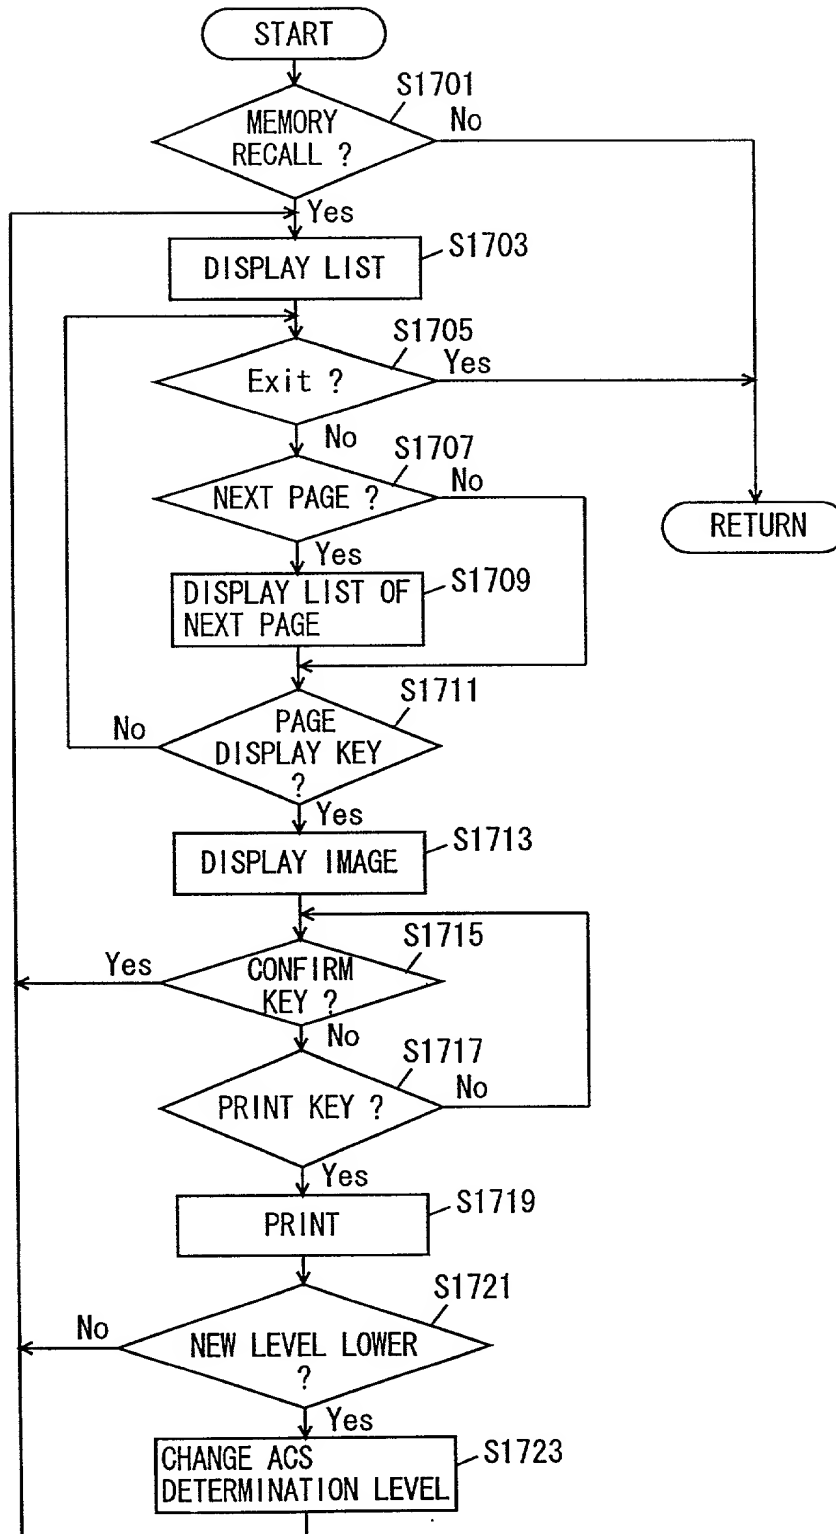 START
S1701
MEMORY
RECALL ?
No
Yes
S1703
DISPLAY LIST
S1705
Exit ?
Yes
No
S1707
NEXT PAGE ?
No
Yes
S1709
DISPLAY LIST OF
NEXT PAGE
RETURN
S1711
PAGE
DISPLAY KEY
?
No
Yes
S1713
DISPLAY IMAGE
S1715
CONFIRM
KEY ?
Yes
No
S1717
PRINT KEY ?
No
Yes
S1719
PRINT
S1721
NEW LEVEL LOWER
?
No
Yes
S1723
CHANGE ACS
DETERMINATION LEVEL